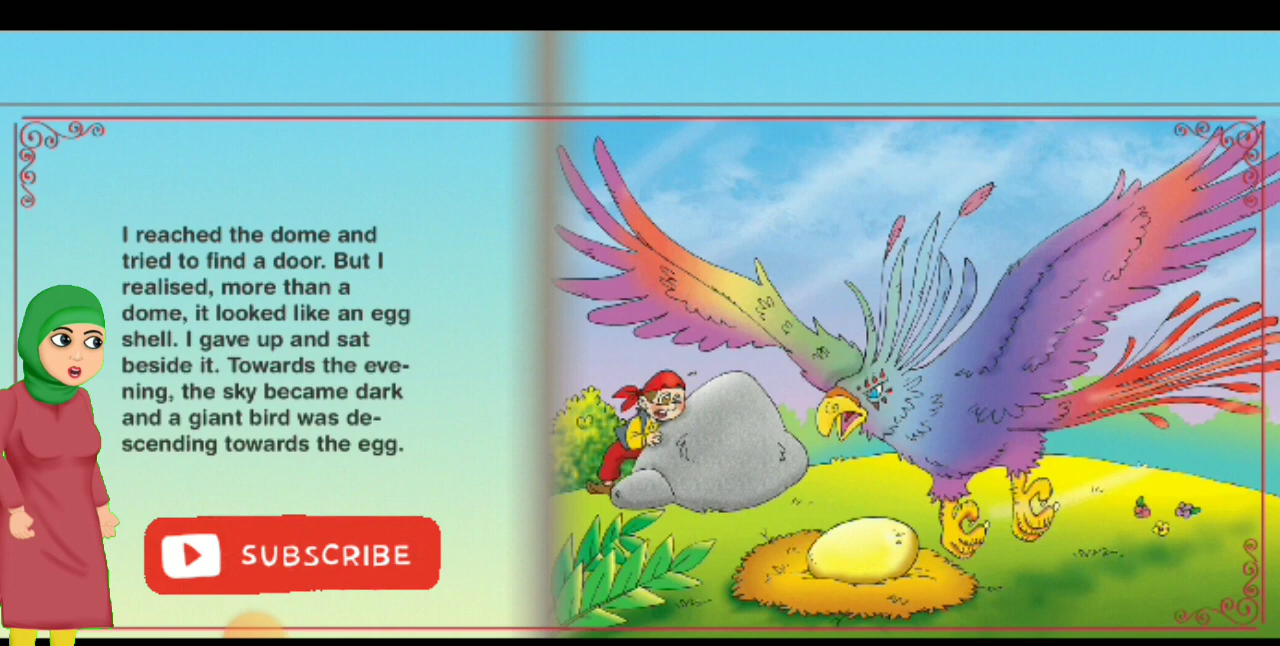 I reached the dome and
tried to find a door. But I
realised, more than a
dome, it looked like an egg
shell. I gave up and sat
beside it. Towards the eve-
ning, the sky became dark
and a giant bird was de-
scending towards the egg.
SUBSCRIBE